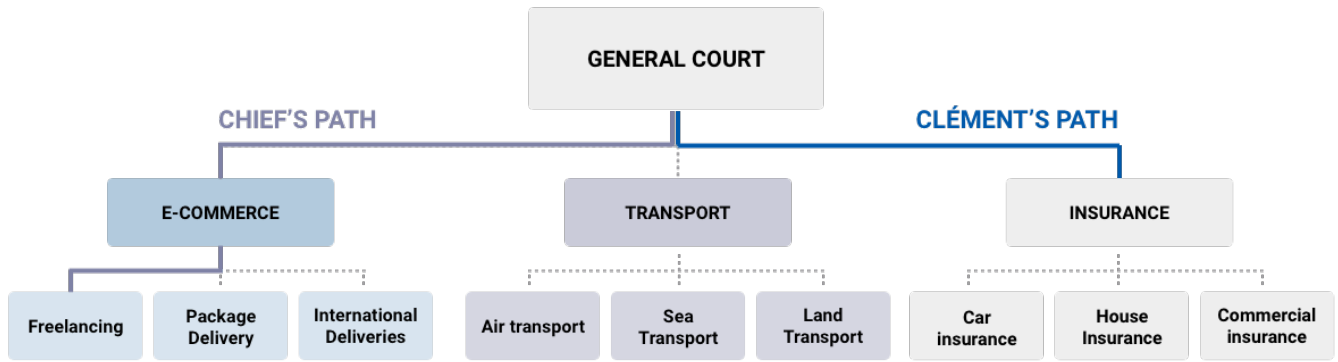 GENERAL COURT
CHIEF'S PATH
CLÉMENT'S PATH
E-COMMERCE
TRANSPORT
INSURANCE
Freelancing
Package
Delivery
International
Deliveries
Air transport
Sea
Transport
Land
Transport
Car
insurance
House
Insurance
Commercial
insurance